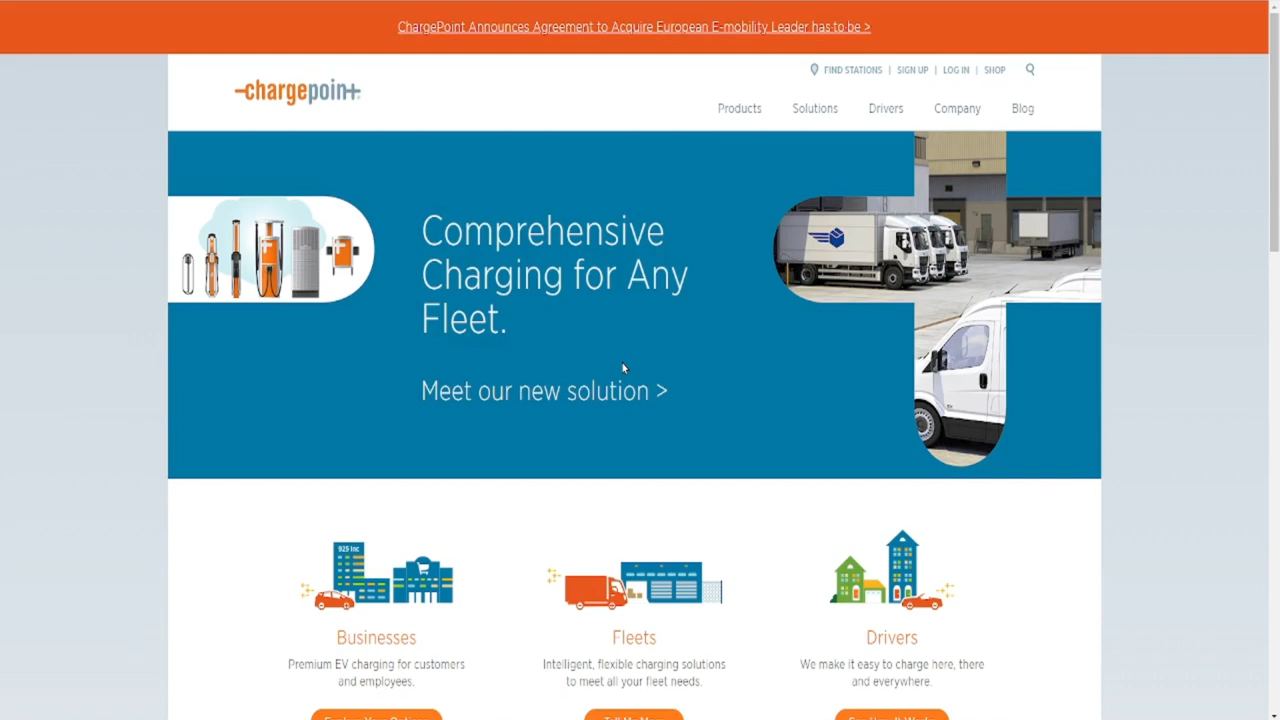 ChargePoint Announces Agreement to Acquire European E-mobility Leader has·to·be >
FIND STATIONS | SIGN UP | LOG IN | SHOP
-chargepoin+
Products Solutions Drivers Company Blog
Comprehensive
Charging for Any
Fleet.
Meet our new solution >
925 Inc
Businesses
Premium EV charging for customers
and employees.
Fleets
Intelligent, flexible charging solutions
to meet all your fleet needs.
Drivers
We make it easy to charge here, there
and everywhere.